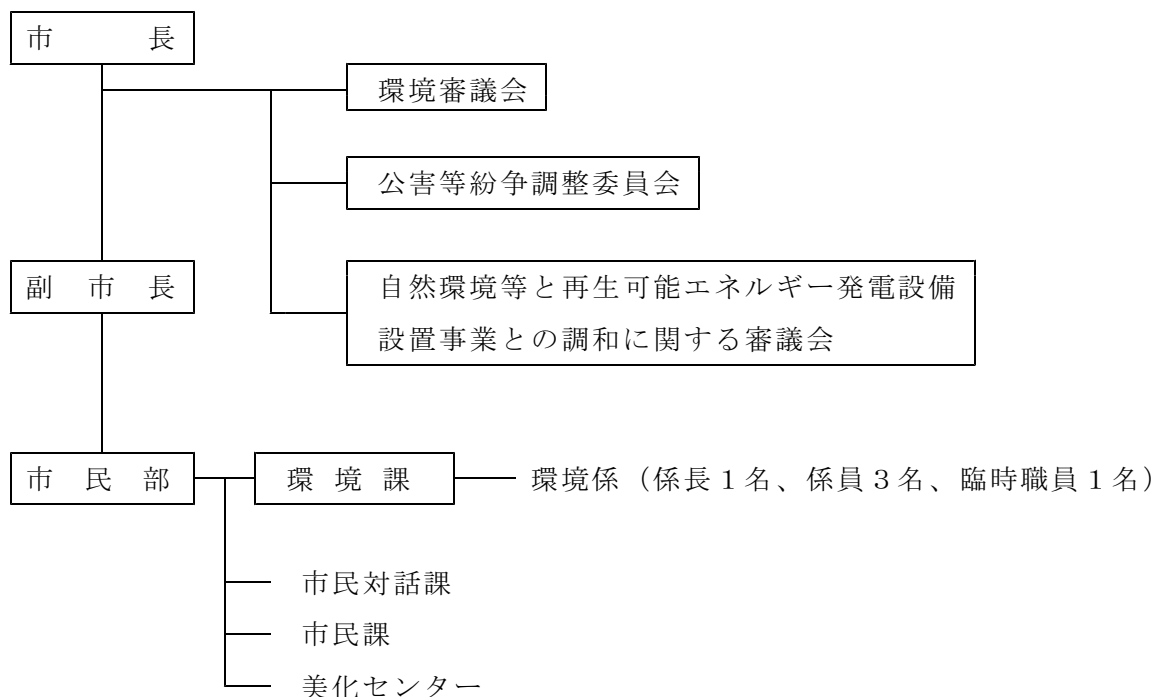 市長
環境審議会
公害等紛争調整委員会
副市長
自然環境等と再生可能エネルギー発電設備
設置事業との調和に関する審議会
市民部
環境課
環境係（係長１名、係員３名、臨時職員１名）
市民対話課
市民課
美化センター